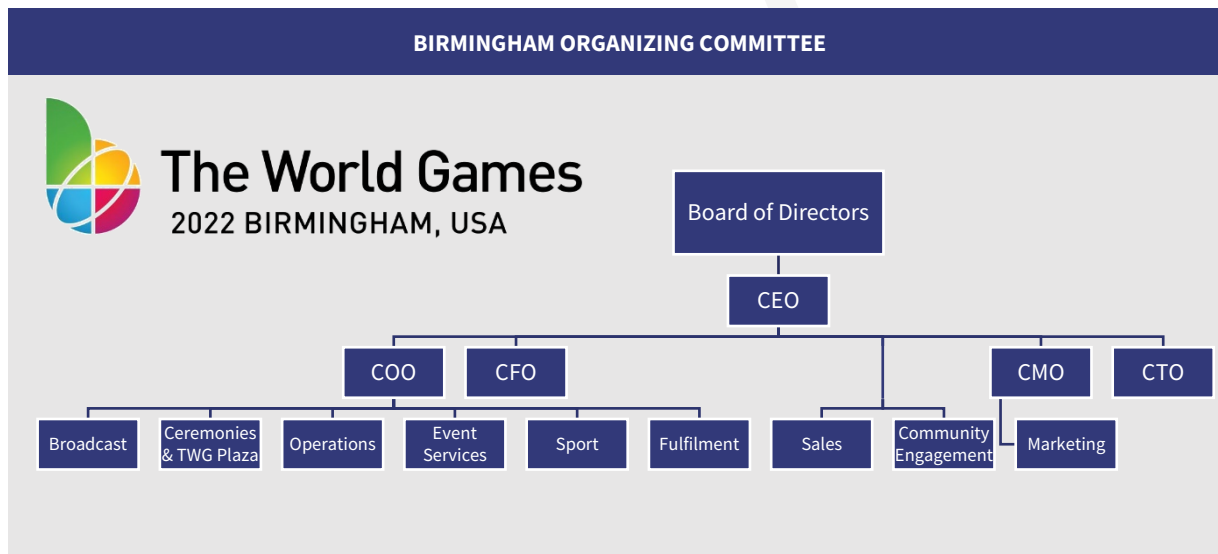 BIRMINGHAM ORGANIZING COMMITTEE
The World Games
2022 BIRMINGHAM, USA
Board of Directors
CEO
COO
CFO
CMO
CTO
Broadcast
Ceremonies
& TWG Plaza
Operations
Event
Services
Sport
Fulfilment
Sales
Community
Engagement
Marketing